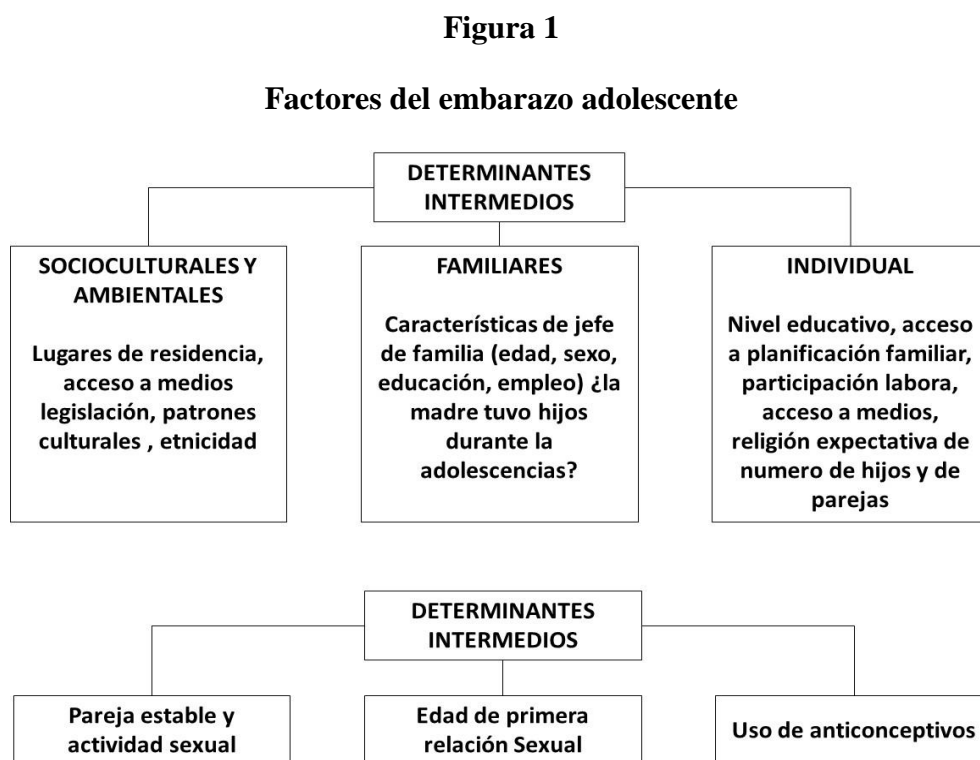 Figura 1
Factores del embarazo adolescente
DETERMINANTES
INTERMEDIOS
SOCIOCULTURALES Y
AMBIENTALES
Lugares de residencia,
acceso a medios
legislación, patrones
culturales , etnicidad
FAMILIARES
Características de jefe
de familia (edad, sexo,
educación, empleo) ¿la
madre tuvo hijos
durante la
adolescencias?
INDIVIDUAL
Nivel educativo, acceso
a planificación familiar,
participación labora,
acceso a medios,
religión expectativa de
numero de hijos y de
parejas
DETERMINANTES
INTERMEDIOS
Pareja estable y
actividad sexual
Edad de primera
relación Sexual
Uso de anticonceptivos